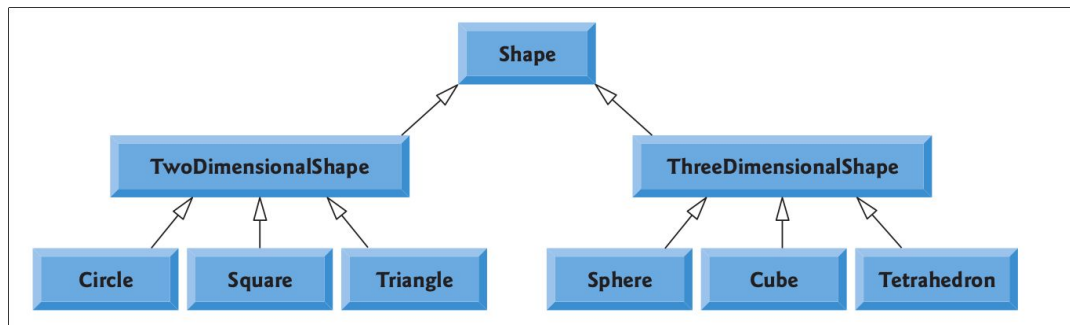 Shape
TwoDimensionalShape
ThreeDimensionalShape
Circle
Square
Triangle
Sphere
Cube
Tetrahedron